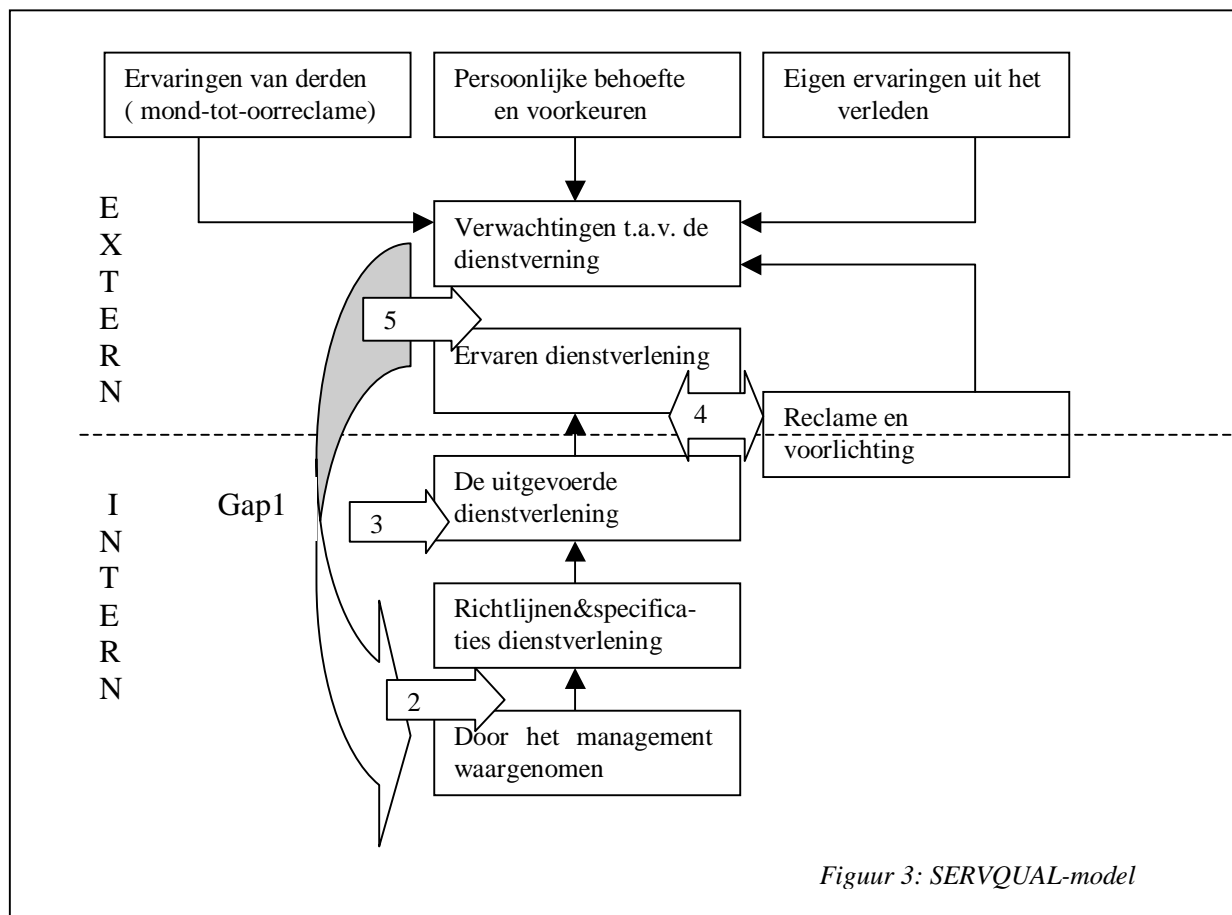 Ervaringen van derden
( mond-tot-oorreclame)
Persoonlijke behoefte
en voorkeuren
Eigen ervaringen uit het
verleden
E
X
T
E
R
N
Verwachtingen t.a.v. de
dienstverning
5
Ervaren dienstverlening
4
Reclame en
voorlichting
I
N
T
E
R
N
Gap1
De uitgevoerde
dienstverlening
3
Richtlijnen&specifica-
ties dienstverlening
2
Door het management
waargenomen
Figuur 3: SERVQUAL-model